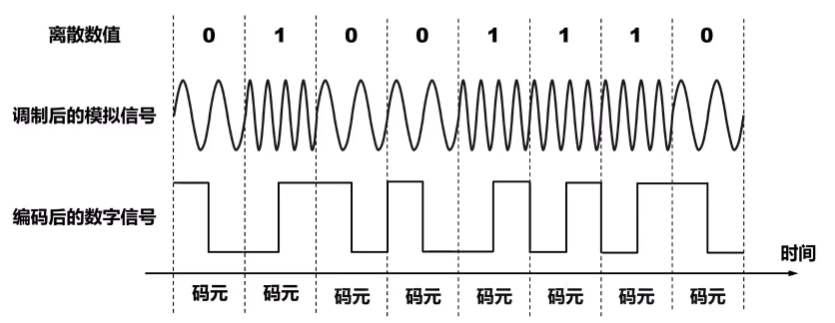 离散数值 0 1 0 0 1 1 1 0
调制后的模拟信号
编码后的数字信号
时间
码元 码元 码元 码元 码元 码元 码元 码元